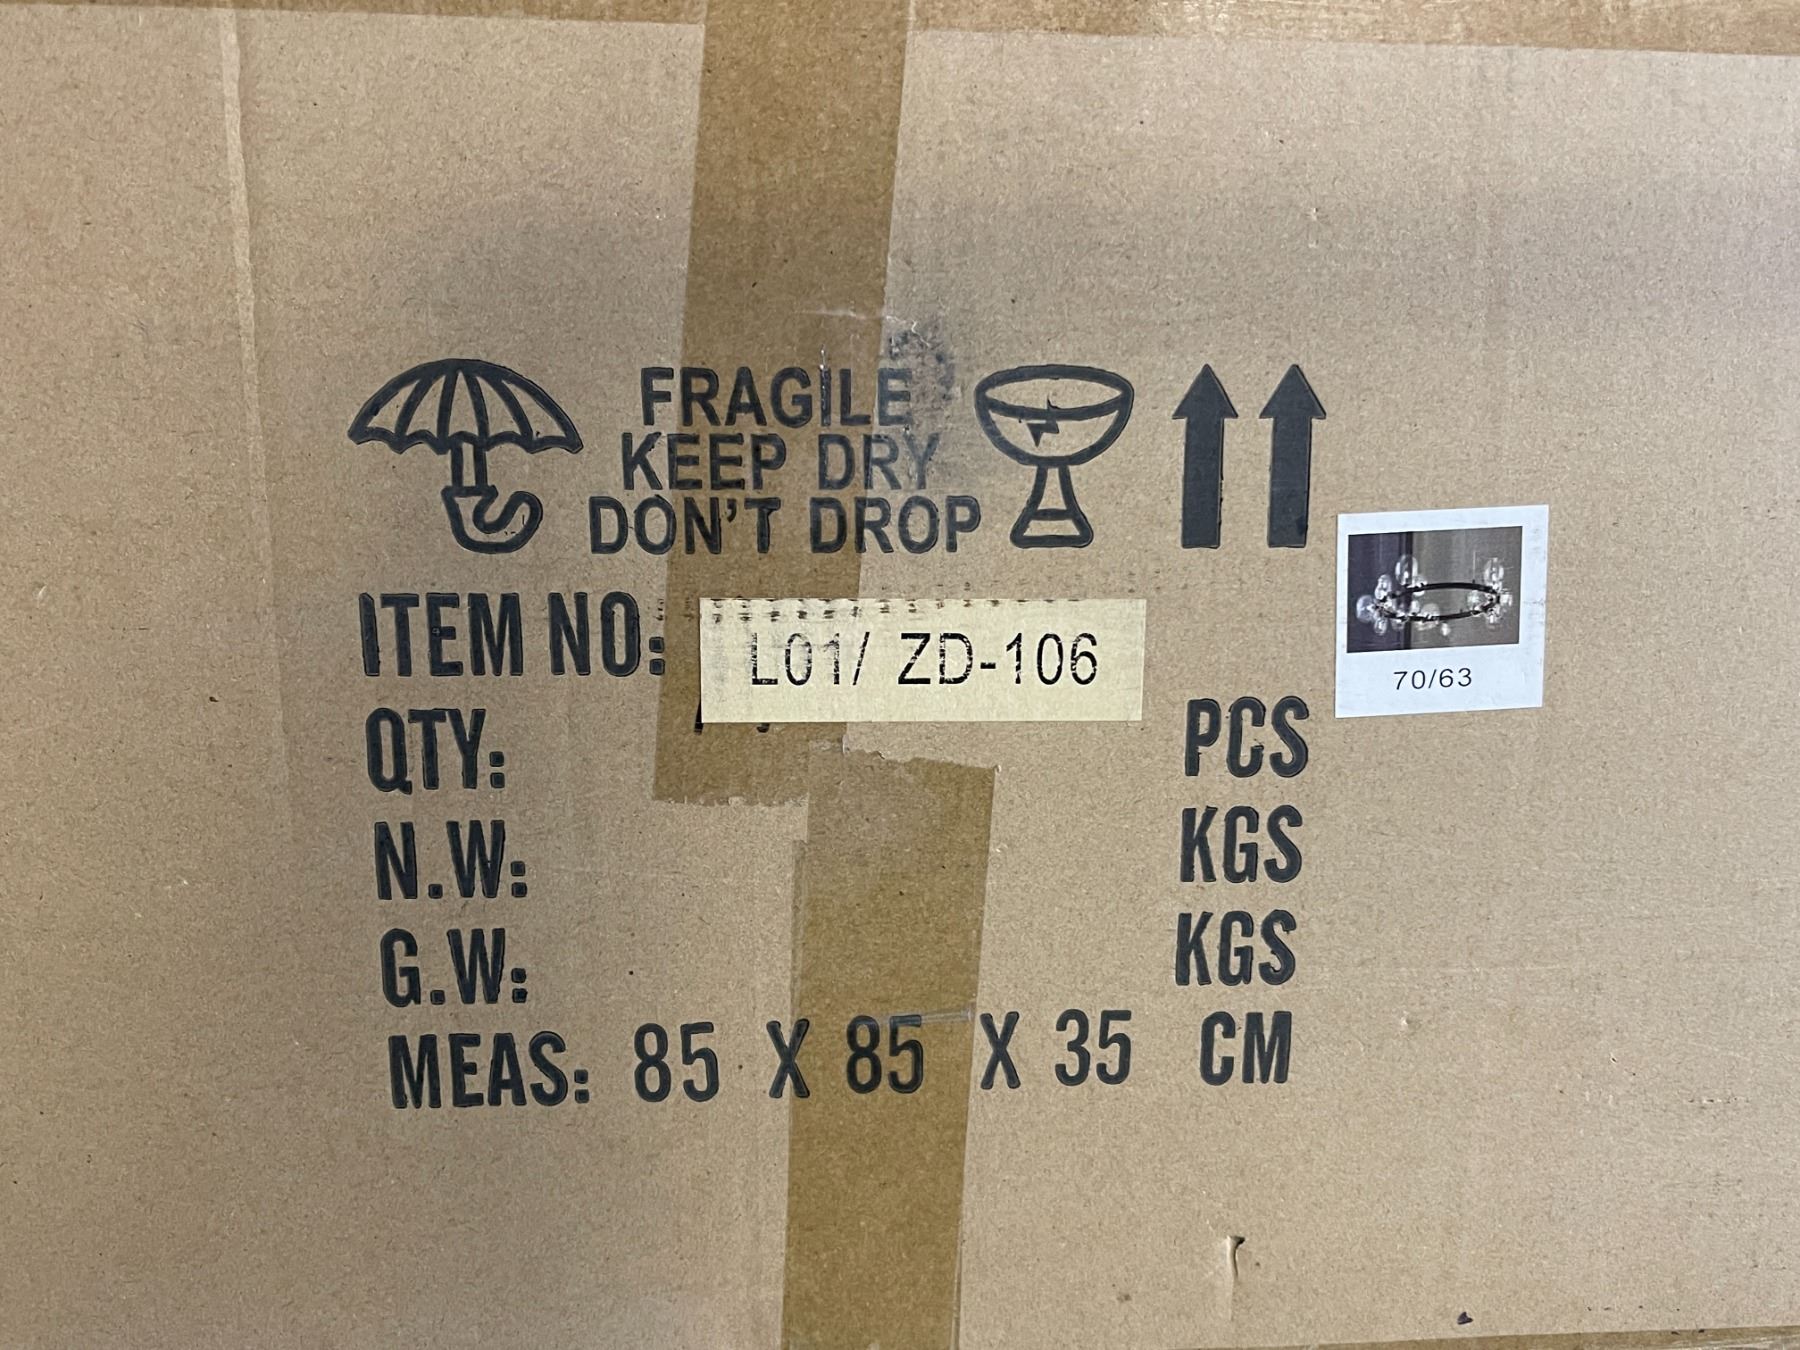 FRAGILE
KEEP DRY
DON'T DROP
ITEM NO: L01/ ZD-106
70/63
QTY: PCS
N.W: KGS
G.W: KGS
MEAS: 85 X 85 X 35 CM